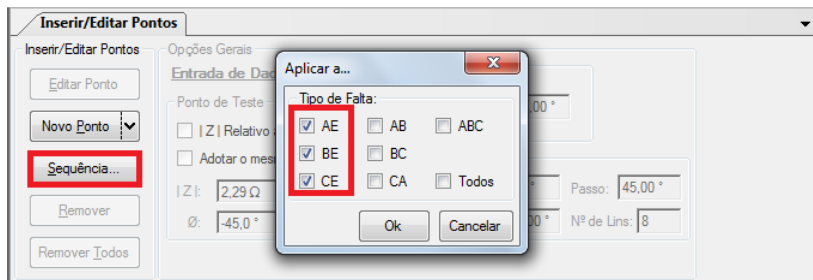 Inserir/Editar Pontos
Inserir/Editar Pontos
Editar Ponto
Novo Ponto
Sequência...
Remover
Remover Todos
Opções Gerais
Entrada de Dad
Ponto de Teste
| Z | Relativo
Adotar o mes
| Z |: 2,29 Ω
Ø: -45,0 °
Aplicar a...
Tipo de Falta:
AE AB ABC
BE BC
CE CA Todos
Ok Cancelar
,00 °
Passo: 45,00 °
00 ° Nº de Lins: 8